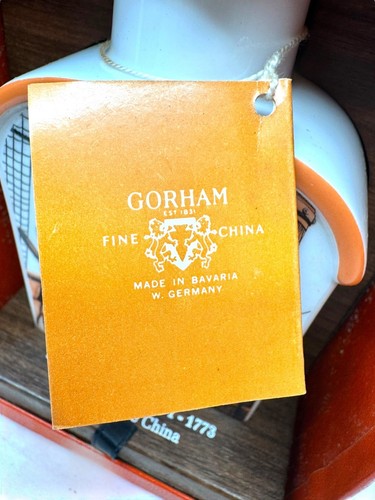 GORHAM
EST 1831
FINE CHINA
MADE IN BAVARIA
W. GERMANY
• 1773
China